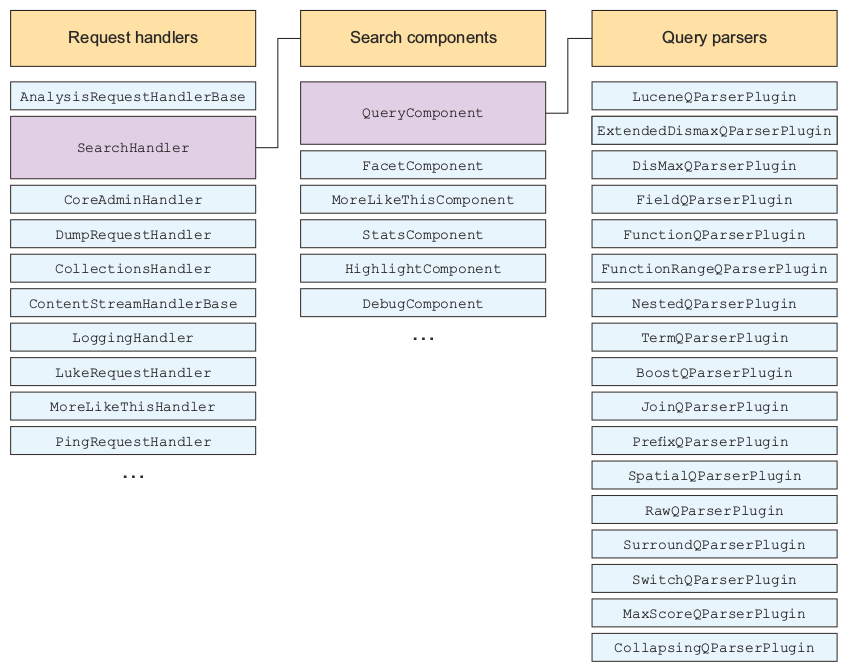 Request handlers
AnalysisRequestHandlerBase
SearchHandler
CoreAdminHandler
DumpRequestHandler
CollectionsHandler
ContentStreamHandlerBase
LoggingHandler
LukeRequestHandler
MoreLikeThisHandler
PingRequestHandler
...
Search components
QueryComponent
FacetComponent
MoreLikeThisComponent
StatsComponent
HighlightComponent
DebugComponent
...
Query parsers
LuceneQParserPlugin
ExtendedDismaxQParserPlugin
DisMaxQParserPlugin
FieldQParserPlugin
FunctionQParserPlugin
FunctionRangeQParserPlugin
NestedQParserPlugin
TermQParserPlugin
BoostQParserPlugin
JoinQParserPlugin
PrefixQParserPlugin
SpatialQParserPlugin
RawQParserPlugin
SurroundQParserPlugin
SwitchQParserPlugin
MaxScoreQParserPlugin
CollapsingQParserPlugin